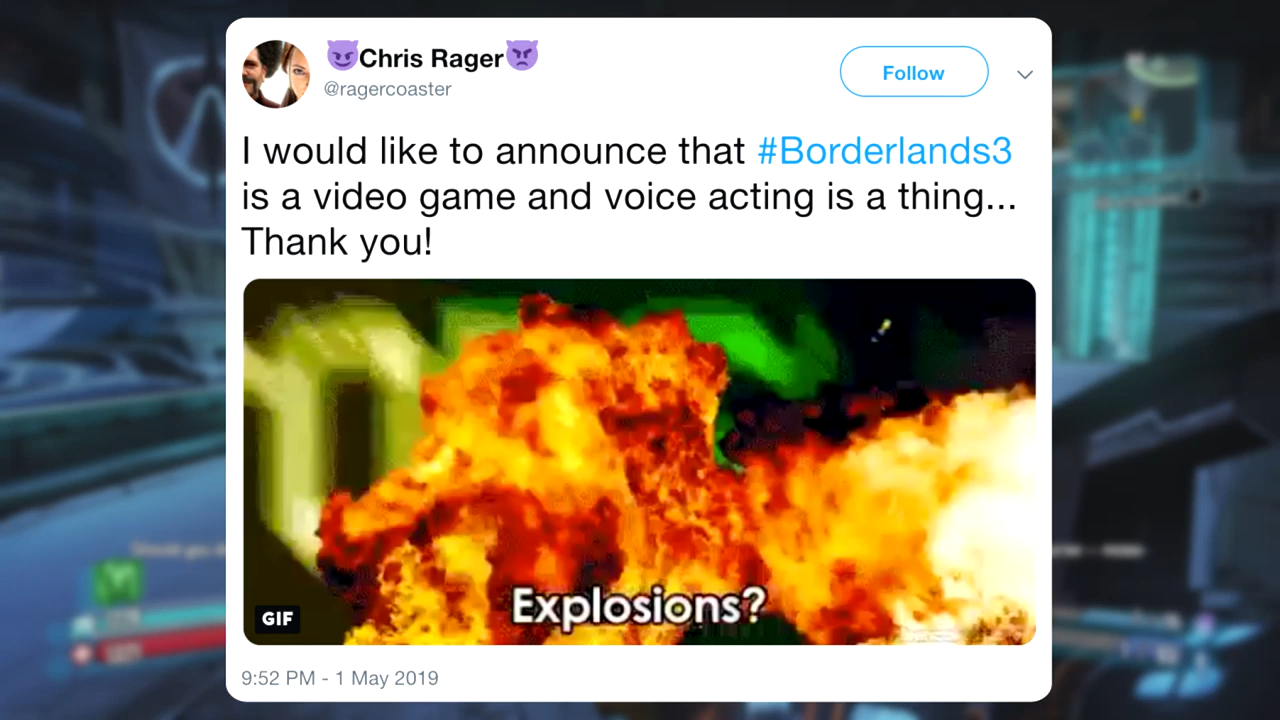 😈Chris Rager👿
@ragercoaster
Follow
I would like to announce that #Borderlands3
is a video game and voice acting is a thing...
Thank you!
Explosions?
GIF
9:52 PM - 1 May 2019